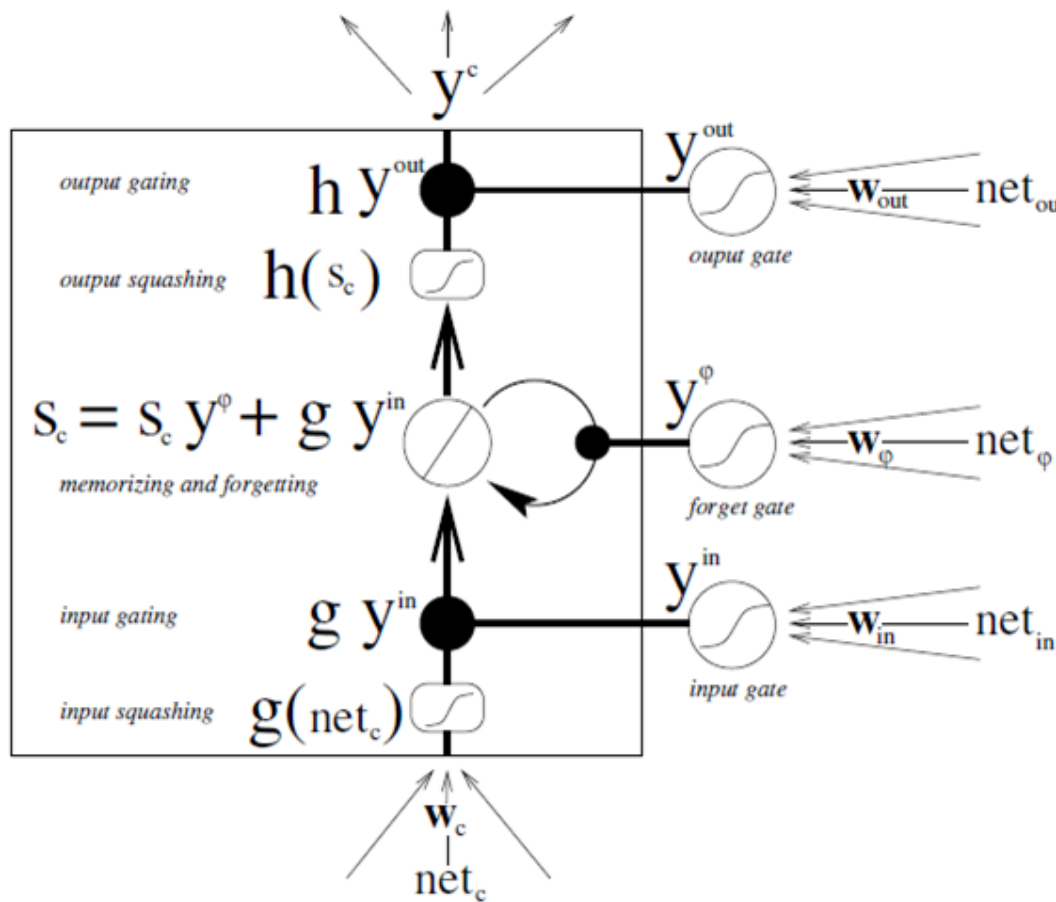 y^c
y^out
output gating
h y^out
w_out
net_ou
ouput gate
output squashing
h(s_c)
y^φ
s_c = s_c y^φ + g y^in
w_φ
net_φ
memorizing and forgetting
forget gate
y^in
input gating
g y^in
w_in
net_in
input gate
input squashing
g(net_c)
w_c
net_c